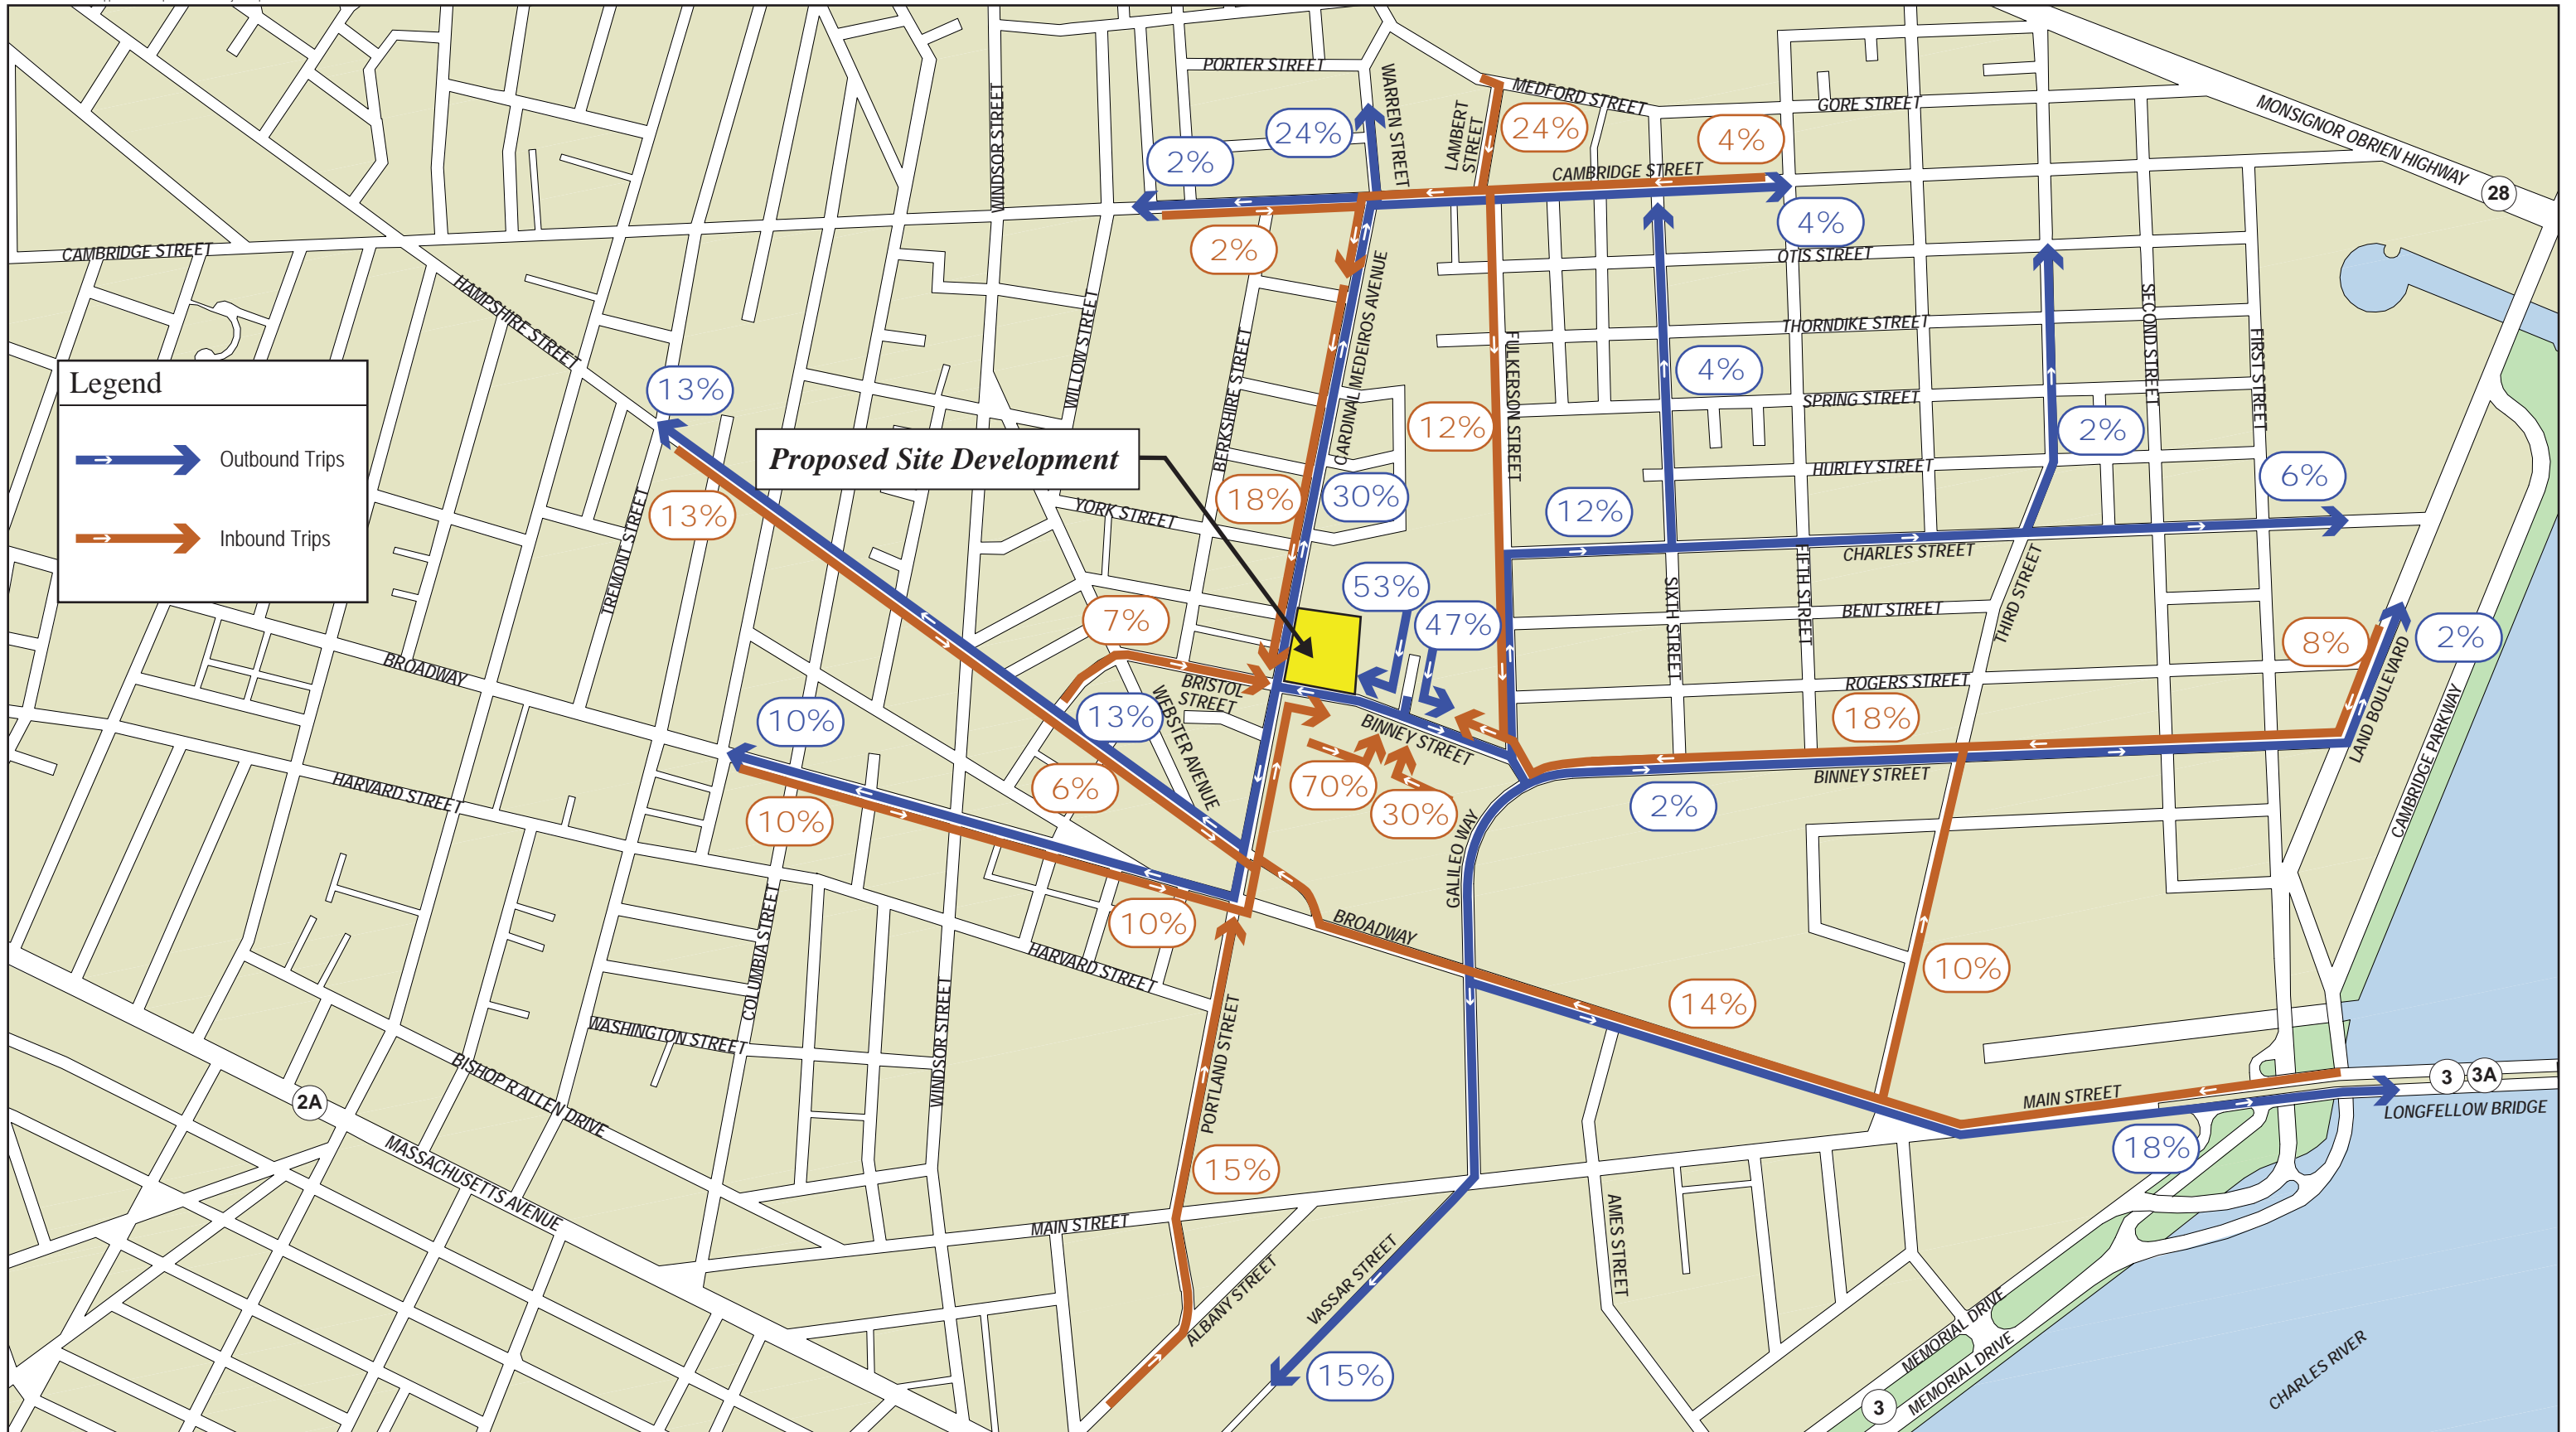 PORTER STREET
WARREN STREET
LAMBERT
STREET
MEDFORD STREET
GORE STREET
MONSIGNOR OBRIEN HIGHWAY
28
WINDSOR STREET
24%
2%
24%
4%
CAMBRIDGE STREET
4%
2%
CAMBRIDGE STREET
OTIS STREET
HAMPSHIRE STREET
WILLOW STREET
BERKSHIRE STREET
CARDINAL MEDEIROS AVENUE
FULKERSON STREET
THORNDIKE STREET
SECOND STREET
FIRST STREET
Legend
Outbound Trips
Inbound Trips
13%
13%
Proposed Site Development
4%
SPRING STREET
12%
2%
HURLEY STREET
6%
18%
30%
12%
YORK STREET
TREMONT STREET
CHARLES STREET
SIXTH STREET
FIFTH STREET
THIRD STREET
BENT STREET
53%
47%
7%
8%
2%
LAND BOULEVARD
CAMBRIDGE PARKWAY
BROADWAY
BRISTOL
STREET
WEBSTER AVENUE
ROGERS STREET
18%
10%
13%
BINNEY STREET
BINNEY STREET
2%
HARVARD STREET
6%
70%
30%
10%
GALILEO WAY
10%
BROADWAY
COLUMBIA STREET
HARVARD STREET
WINDSOR STREET
10%
14%
PORTLAND STREET
WASHINGTON STREET
BISHOP R ALLEN DRIVE
2A
MASSACHUSETTS AVENUE
MAIN STREET
3
3A
LONGFELLOW BRIDGE
18%
15%
MAIN STREET
AMES STREET
ALBANY STREET
VASSAR STREET
15%
MEMORIAL DRIVE
MEMORIAL DRIVE
3
CHARLES RIVER